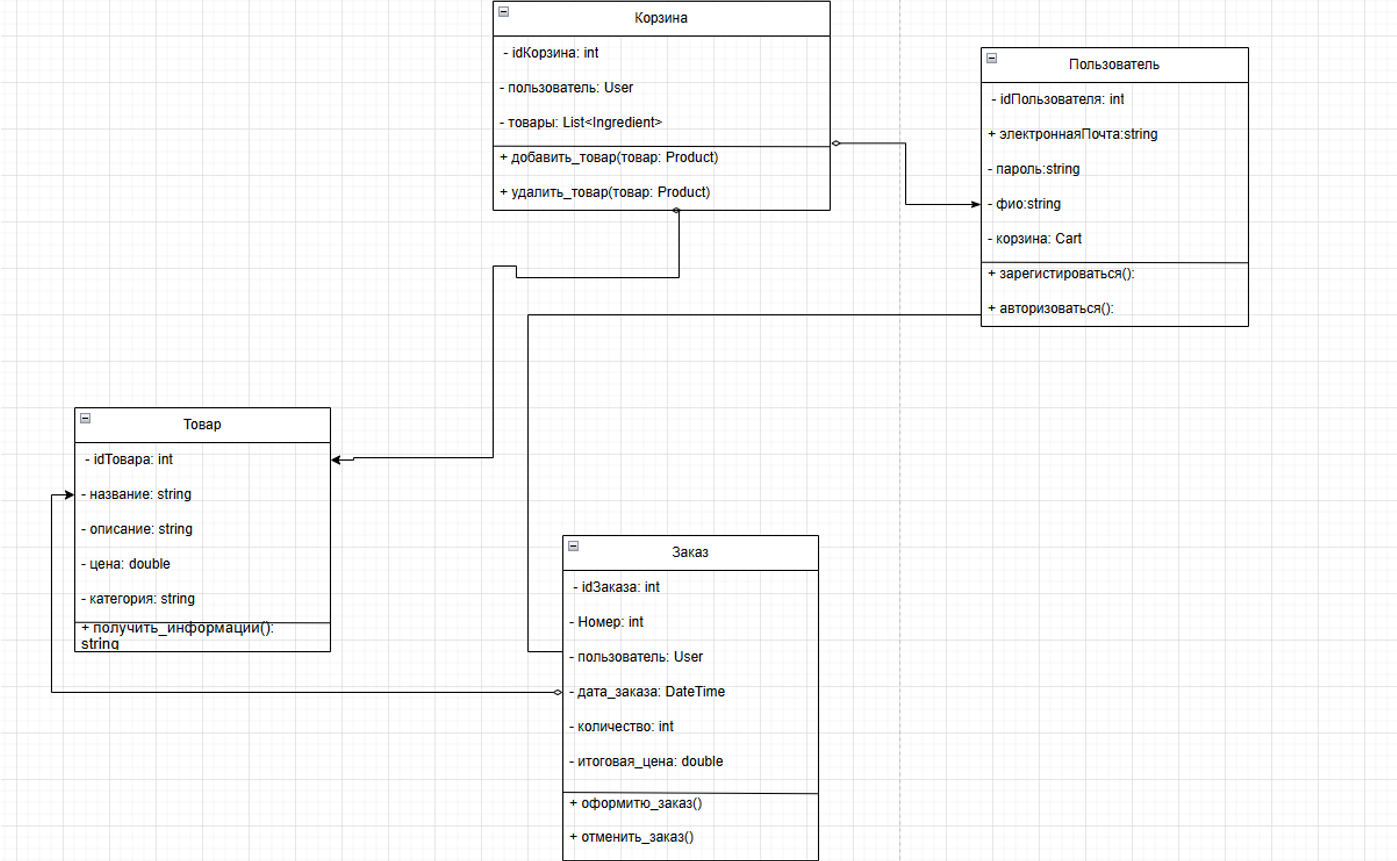 Корзина
- idКорзина: int
- пользователь: User
- товары: List<Ingredient>
+ добавить_товар(товар: Product)
+ удалить_товар(товар: Product)
Пользователь
- idПользователя: int
+ электроннаяПочта:string
- пароль:string
- фио:string
- корзина: Cart
+ зарегистироваться():
+ авторизоваться():
Товар
- idТовара: int
- название: string
- описание: string
- цена: double
- категория: string
+ получить_информации():
string
Заказ
- idЗаказа: int
- Номер: int
- пользователь: User
- дата_заказа: DateTime
- количество: int
- итоговая_цена: double
+ оформитю_заказ()
+ отменить_заказ()